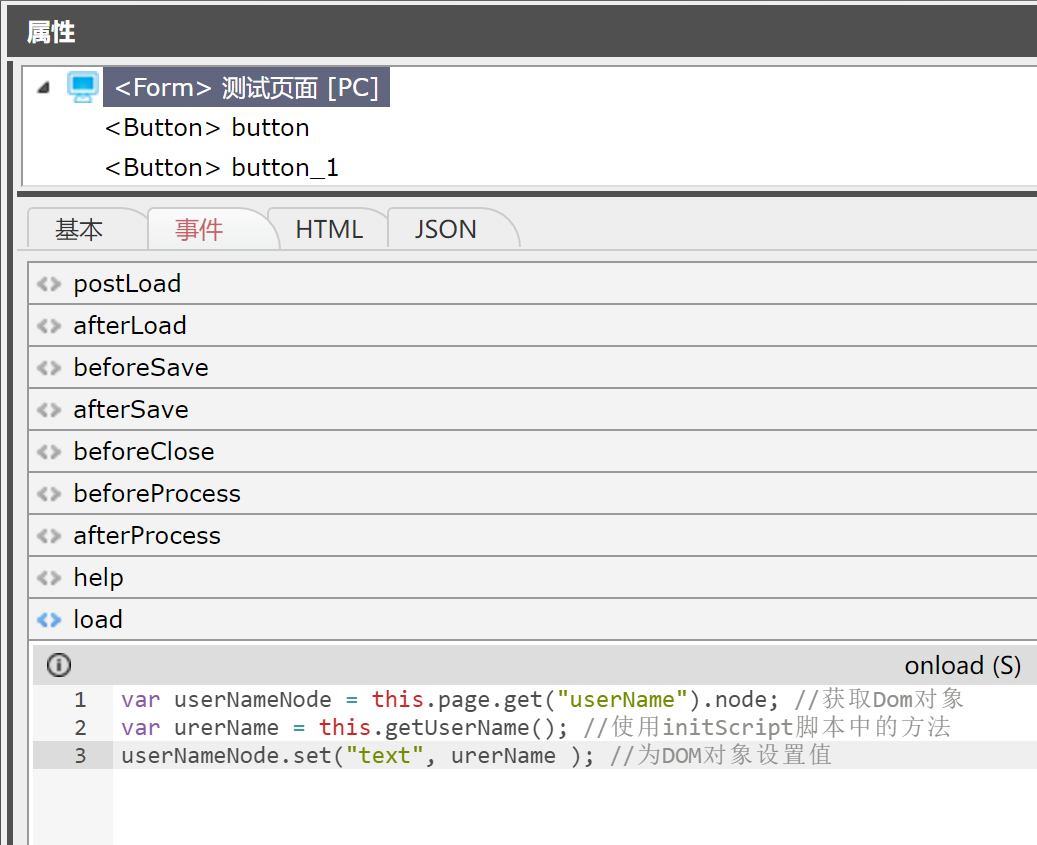 属性
<Form> 测试页面 [PC]
<Button> button
<Button> button_1
基本 事件 HTML JSON
postLoad
afterLoad
beforeSave
afterSave
beforeClose
beforeProcess
afterProcess
help
load
onload (S)
1 var userNameNode = this.page.get("userName").node; //获取Dom对象
2 var urerName = this.getUserName(); //使用initScript脚本中的方法
3 userNameNode.set("text", urerName ); //为DOM对象设置值